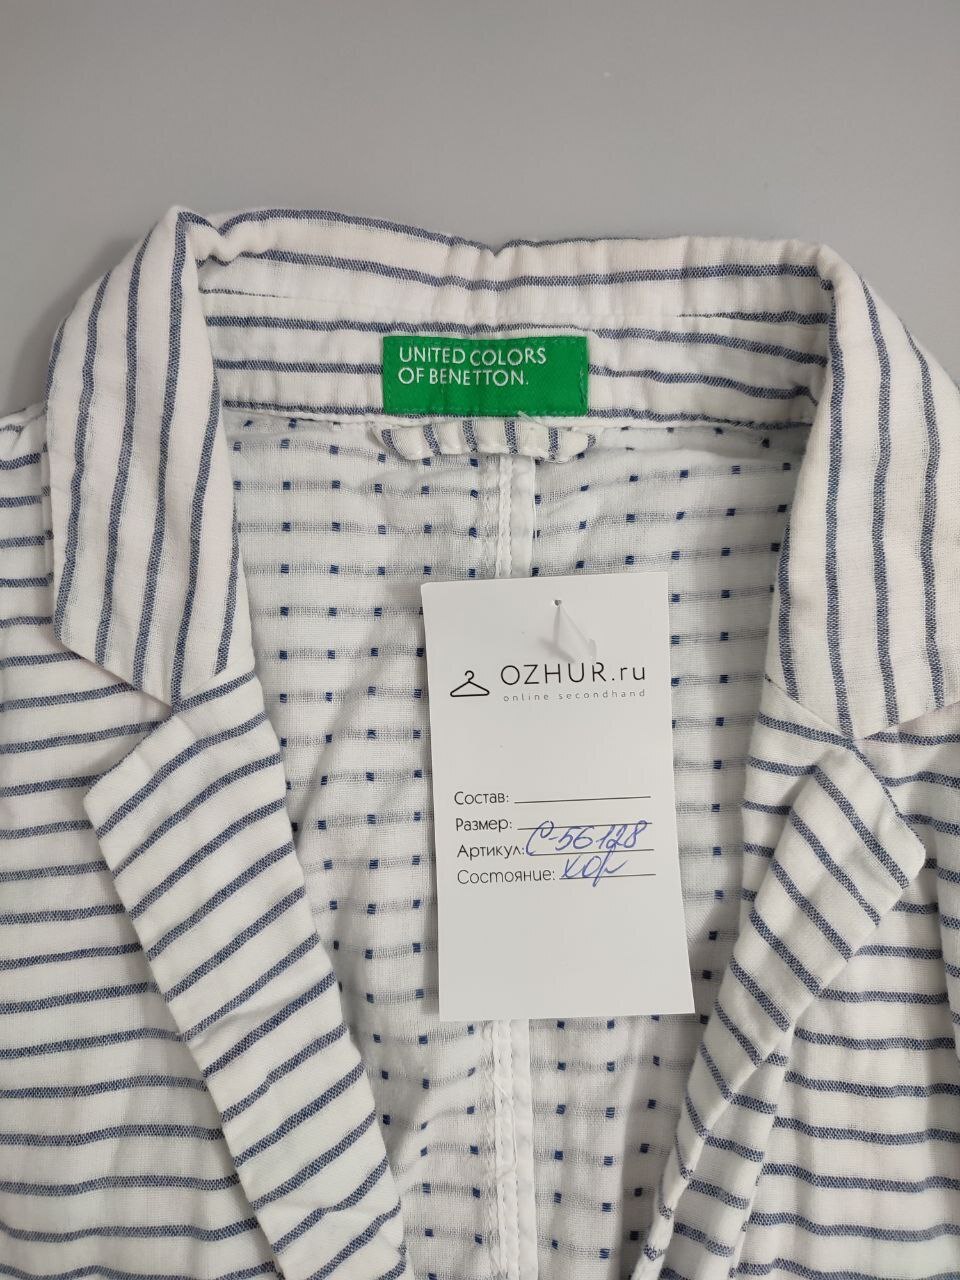 UNITED COLORS
OF BENETTON.
OZHUR.ru
online secondhand
Состав:
Размер:
Артикул: С-56128
Состояние: хор